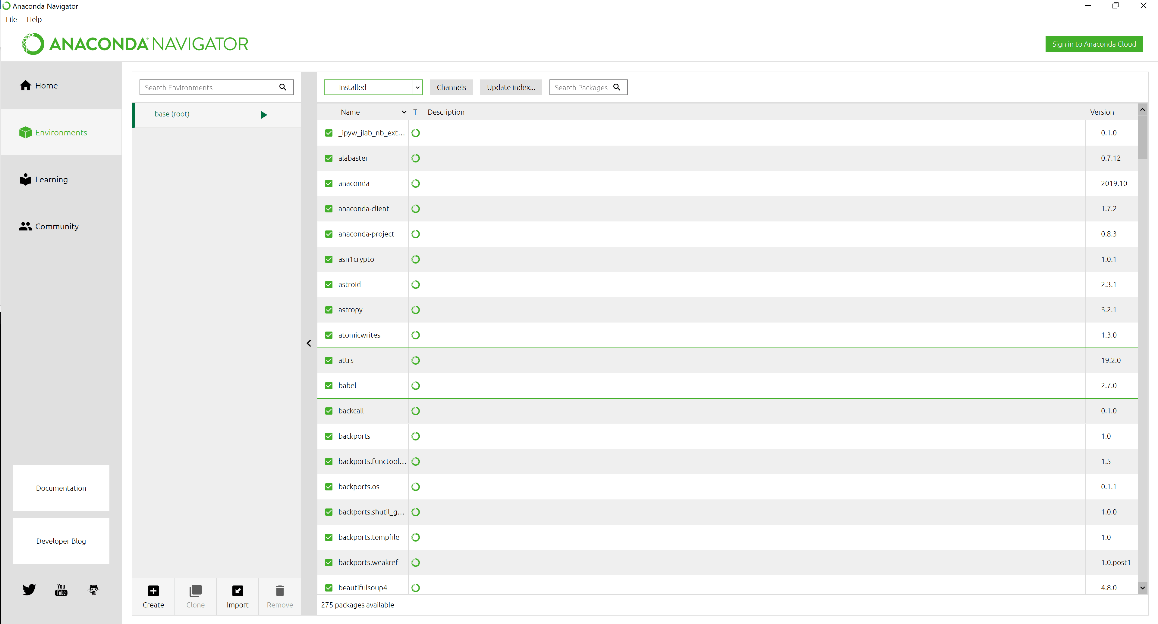 Anaconda Navigator
File Help
ANACONDA NAVIGATOR
Sign in to Anaconda Cloud
Home
Environments
Learning
Community
Documentation
Developer Blog
You Tube
Search Environments
base (root)
Create Clone Import Remove
Installed Channels Update index... Search Packages
Name T Description Version
_ipyw_jlab_nb_ext... 0.1.0
alabaster 0.7.12
anaconda 2019.10
anaconda-client 1.7.2
anaconda-project 0.8.3
asn1crypto 1.0.1
astroid 2.3.1
astropy 3.2.1
atomicwrites 1.3.0
attrs 19.2.0
babel 2.7.0
backcall 0.1.0
backports 1.0
backports.functool... 1.5
backports.os 0.1.1
backports.shutil_g... 1.0.0
backports.tempfile 1.0
backports.weakref 1.0.post1
beautifulsoup4 4.8.0
275 packages available